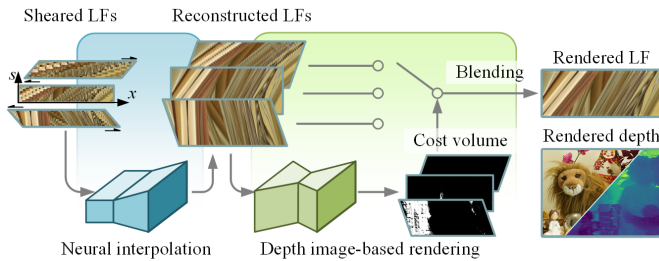 Sheared LFs
Reconstructed LFs
s
x
Blending
Rendered LF
Cost volume
Rendered depth
Neural interpolation
Depth image-based rendering